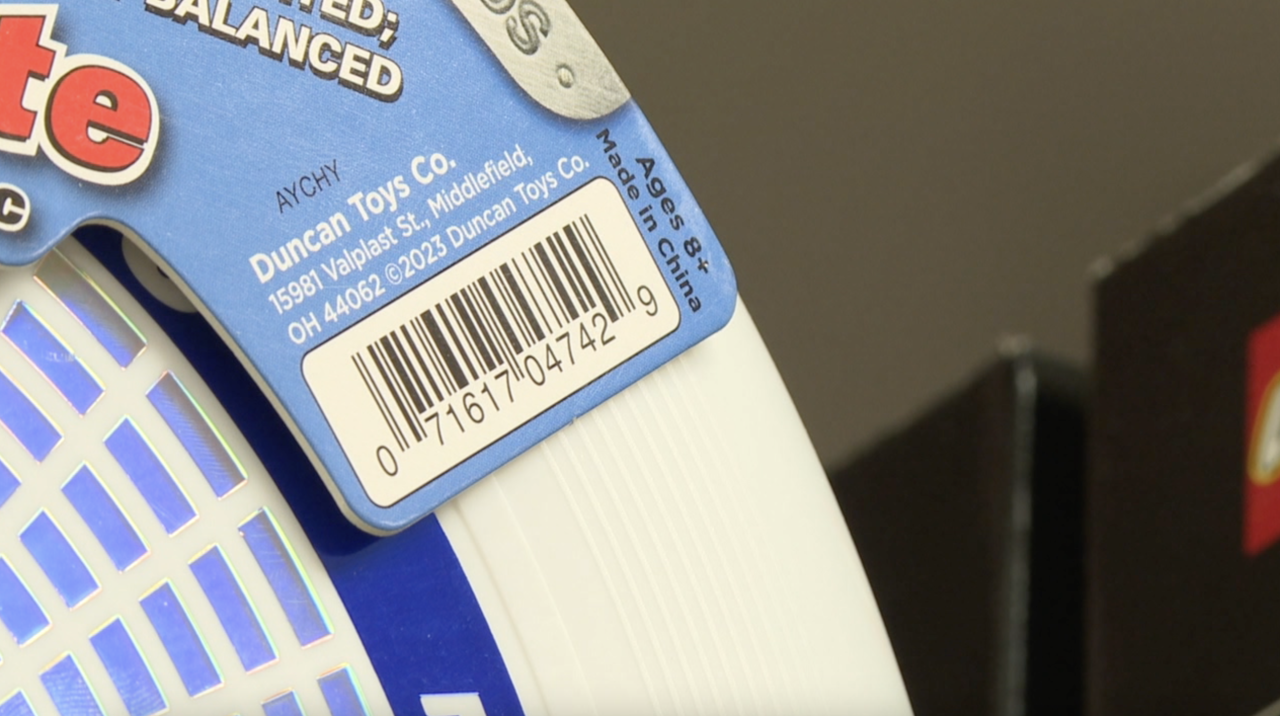 BALANCED
AYCHY
Duncan Toys Co.
15981 Valplast St., Middlefield,
OH 44062 ©2023 Duncan Toys Co.
Ages 8+
Made in China
0 71617 04742 9